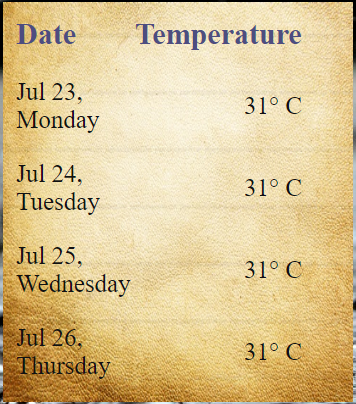 Date Temperature
Jul 23,
Monday 31° C
Jul 24,
Tuesday 31° C
Jul 25,
Wednesday 31° C
Jul 26,
Thursday 31° C